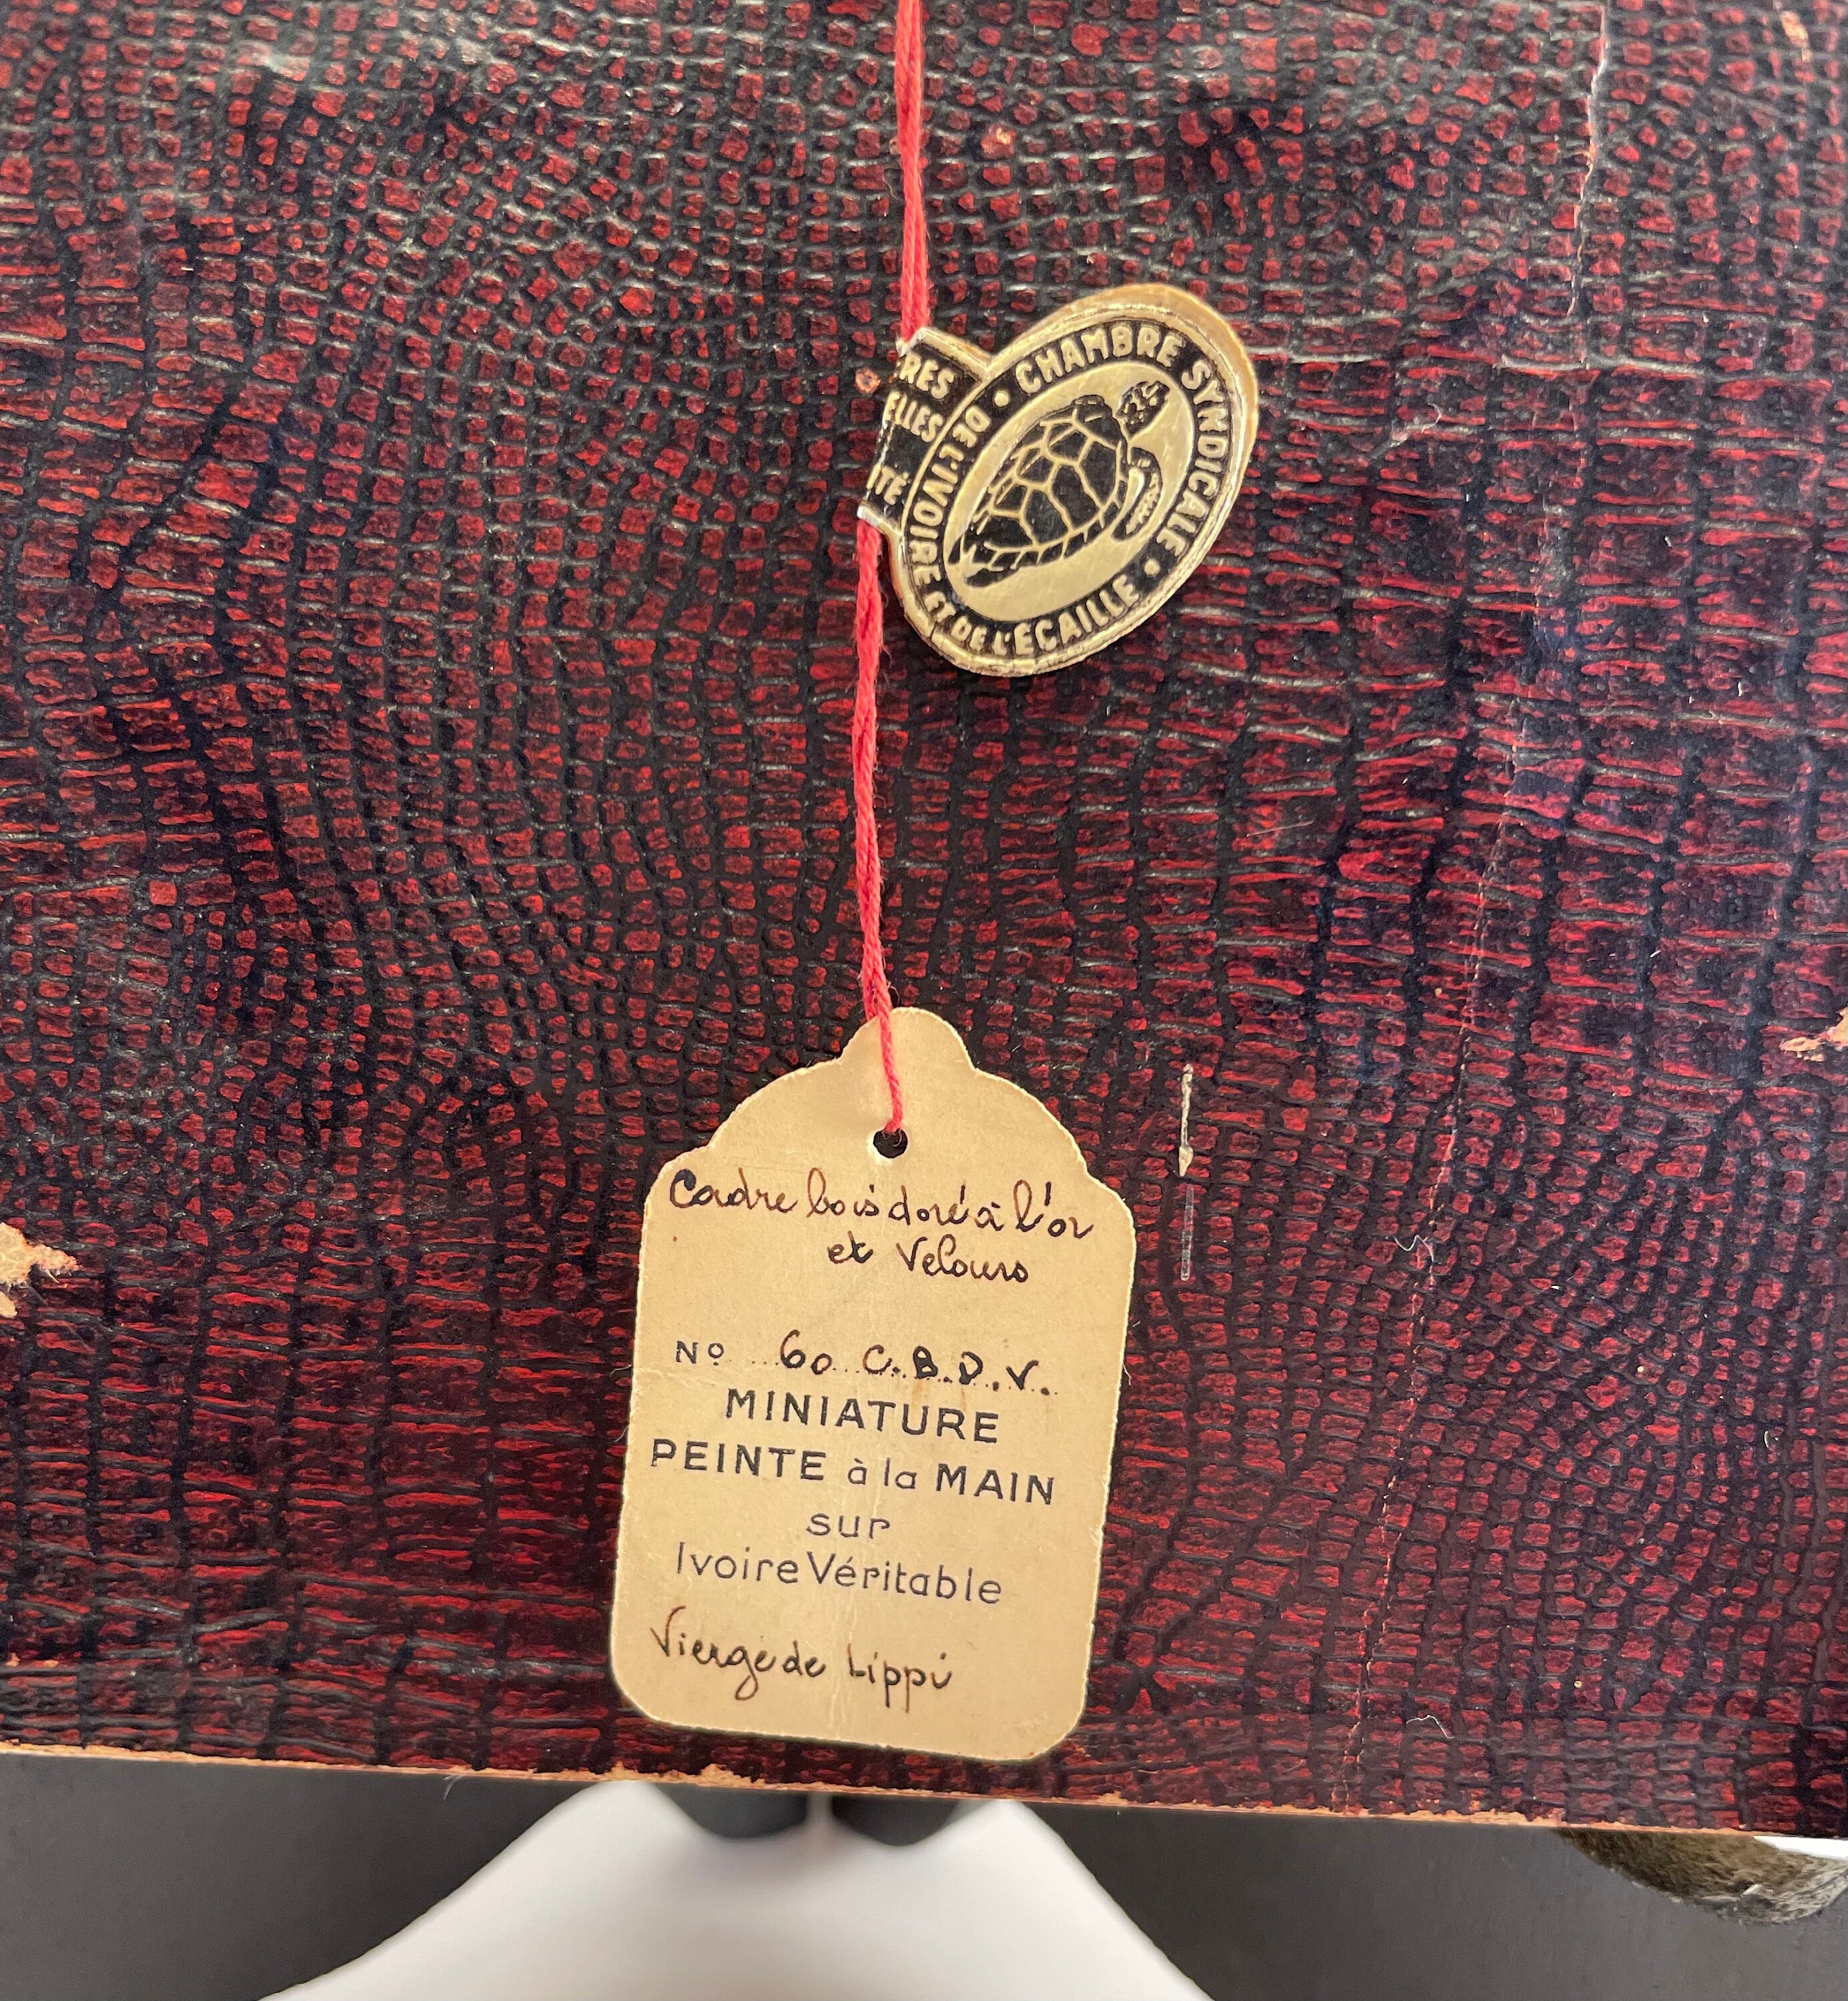 CHAMBRE SYNDICALE
• DE L'IVOIRE ET DE L'ÉCAILLE •
Cadre bois doré à l'or
et Velours
Nº 60 C.B.D.V.
MINIATURE
PEINTE à la MAIN
sur
Ivoire Véritable
Vierge de Lippi